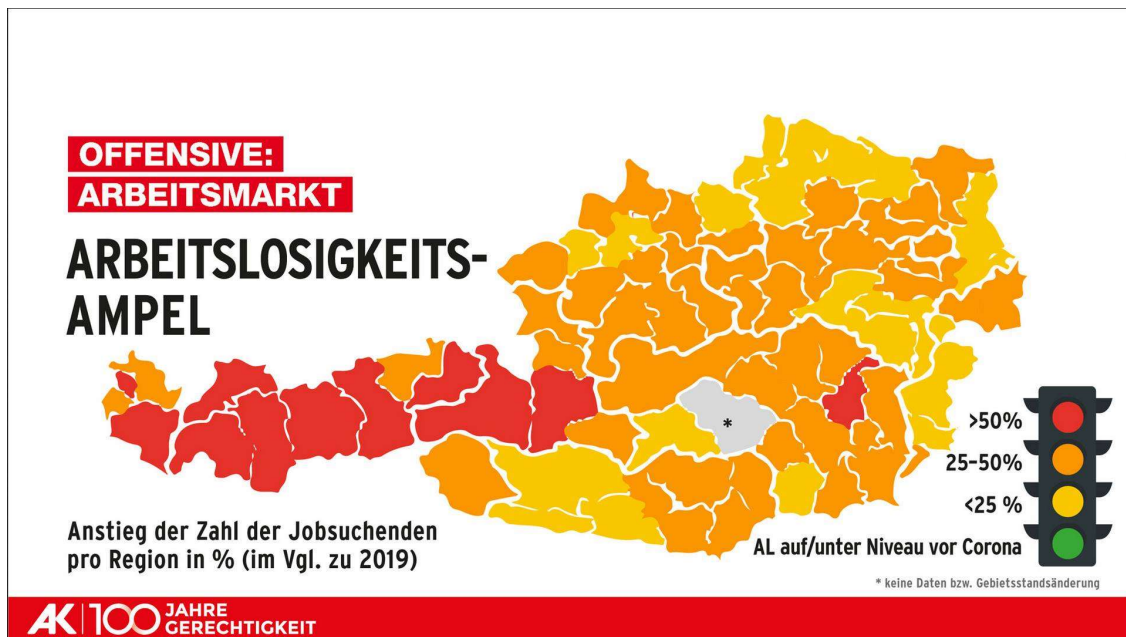 OFFENSIVE:
ARBEITSMARKT
ARBEITSLOSIGKEITS-
AMPEL
*
>50%
25–50%
<25 %
AL auf/unter Niveau vor Corona
Anstieg der Zahl der Jobsuchenden
pro Region in % (im Vgl. zu 2019)
* keine Daten bzw. Gebietsstandsänderung
AK 100 JAHRE
GERECHTIGKEIT